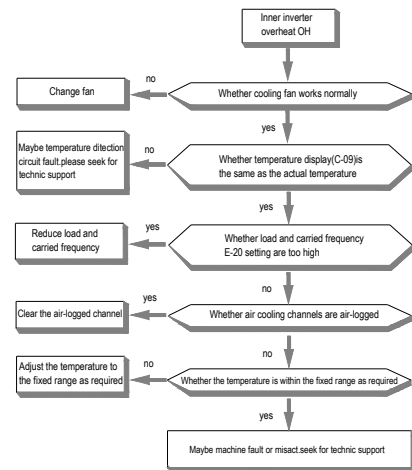 Inner inverter
overheat OH
no
Change fan
Whether cooling fan works normally
yes
Maybe temperature ditection
circuit fault.please seek for
technic support
no
Whether temperature display(C-09)is
the same as the actual temperature
yes
Reduce load and
carried frequency
yes
Whether load and carried frequency
E-20 setting are too high
no
Clear the air-logged channel
yes
Whether air cooling channels are air-logged
no
Adjust the temperature to
the fixed range as required
no
Whether the temperature is within the fixed range as required
yes
Maybe machine fault or misact.seek for technic support